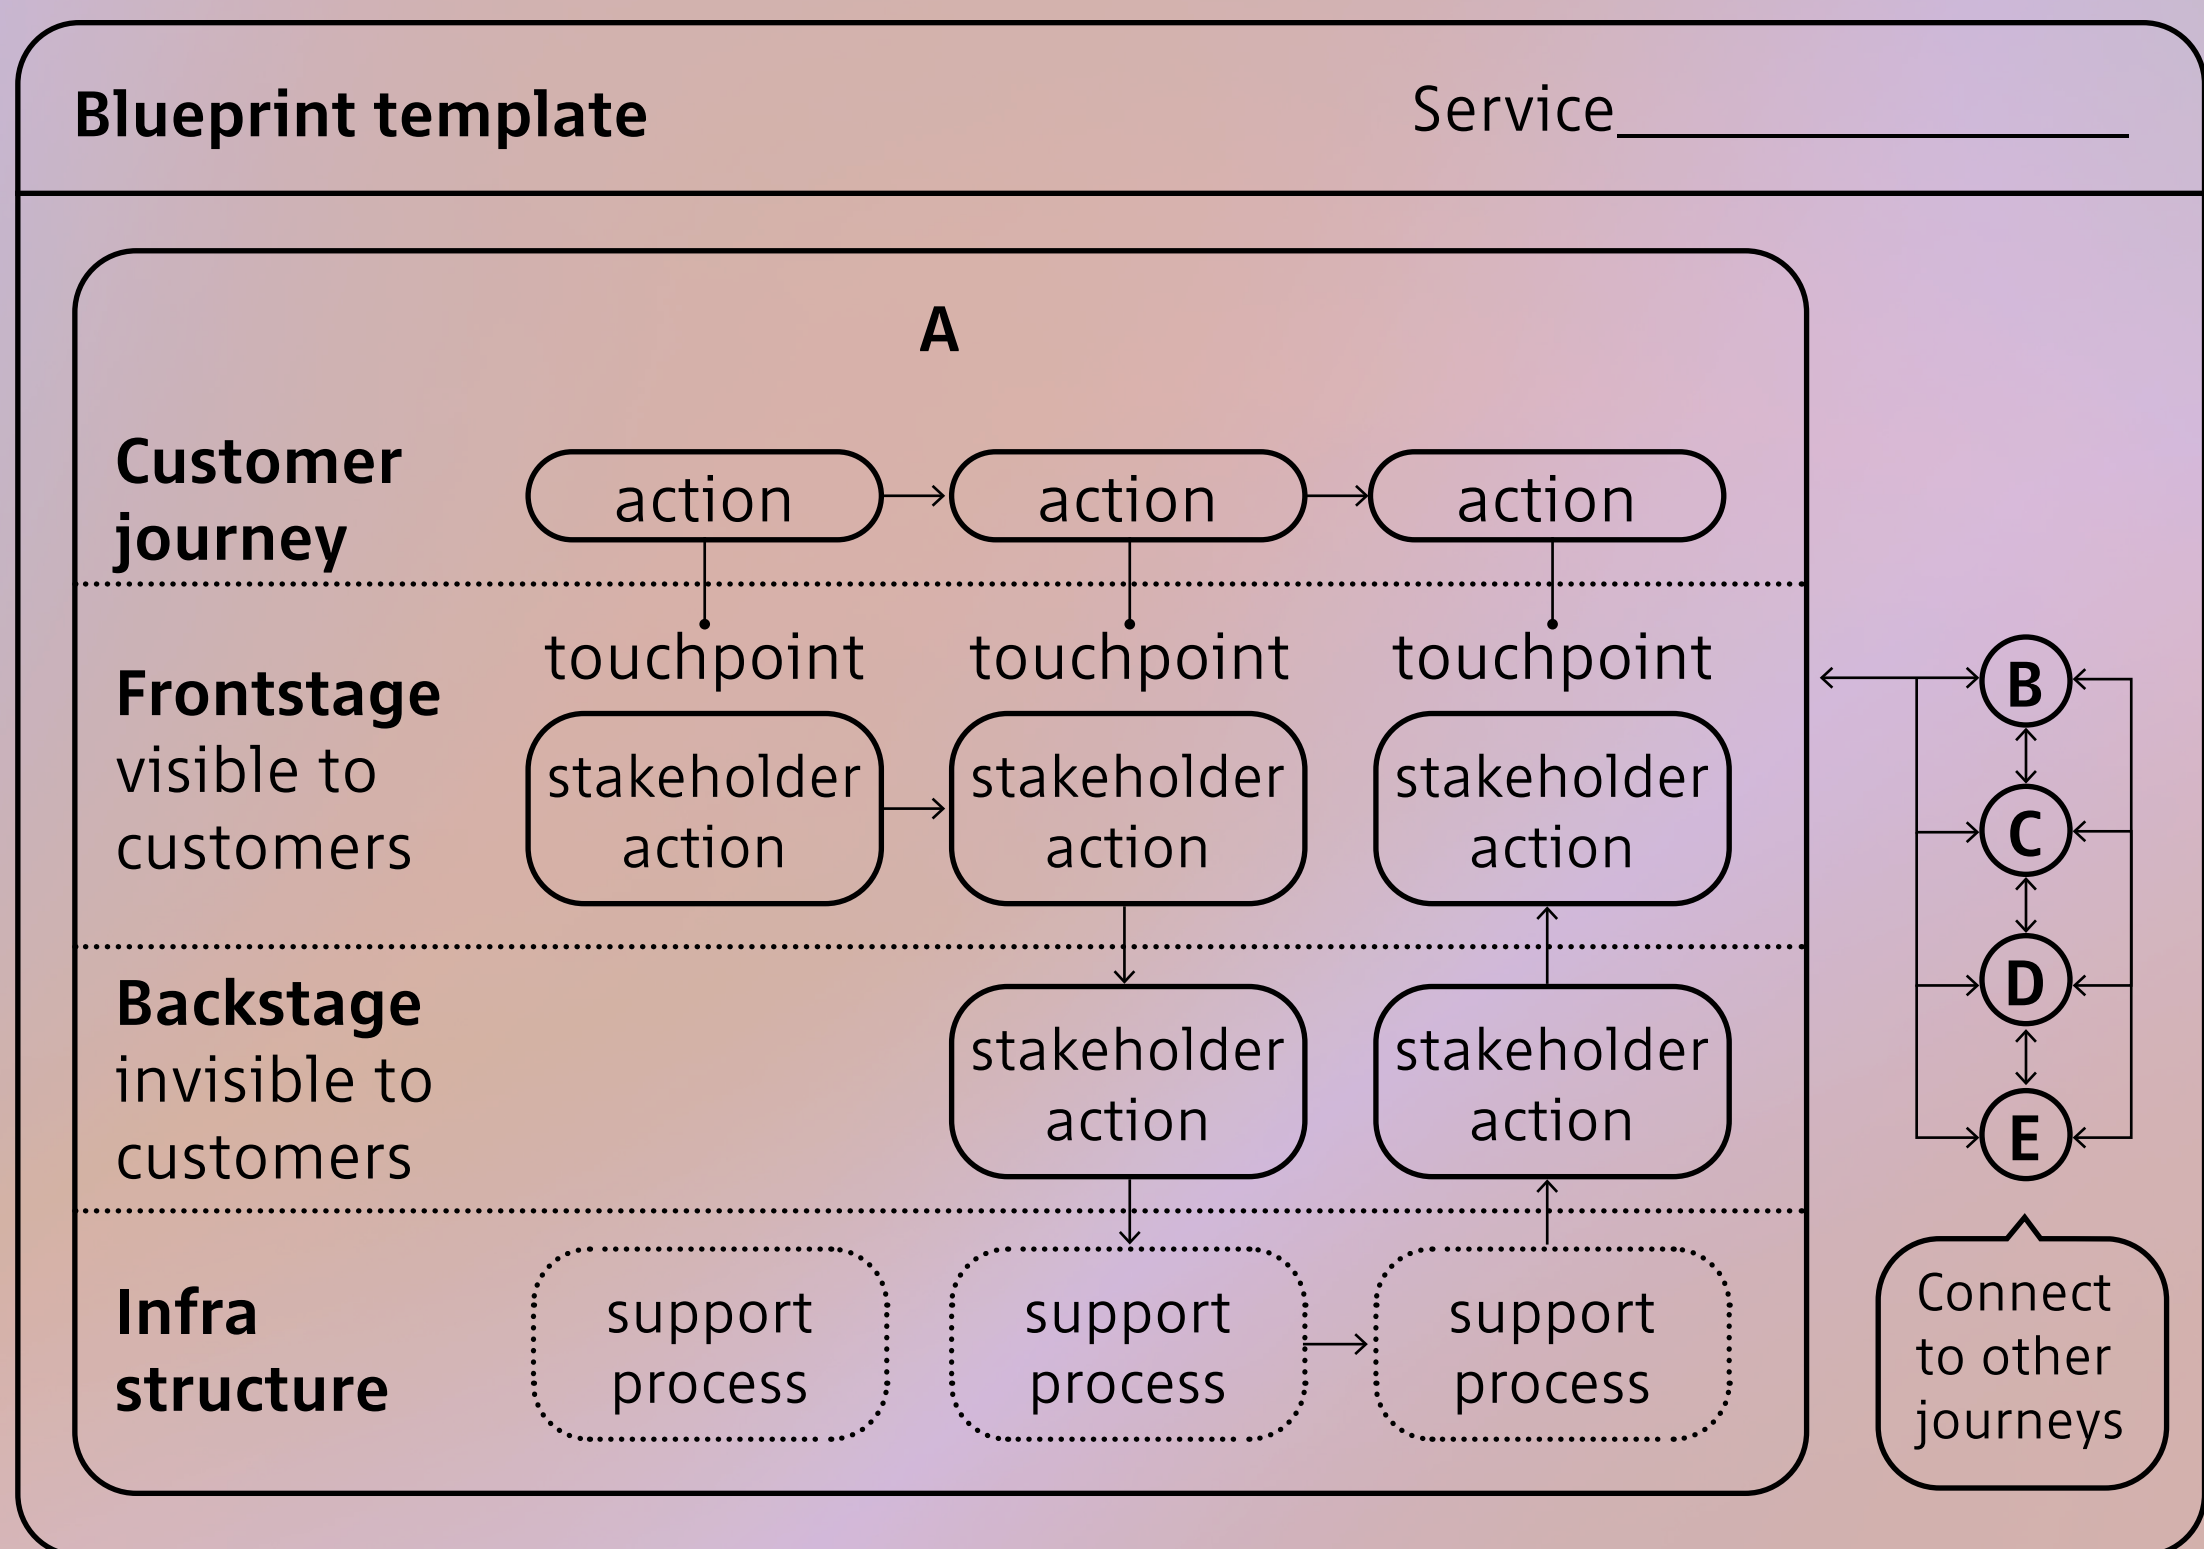 Blueprint template
Service
A
Customer
journey
action
action
action
Frontstage
visible to
customers
touchpoint
touchpoint
touchpoint
stakeholder
action
stakeholder
action
stakeholder
action
Backstage
invisible to
customers
stakeholder
action
stakeholder
action
Infra
structure
support
process
support
process
support
process
B
C
D
E
Connect
to other
journeys